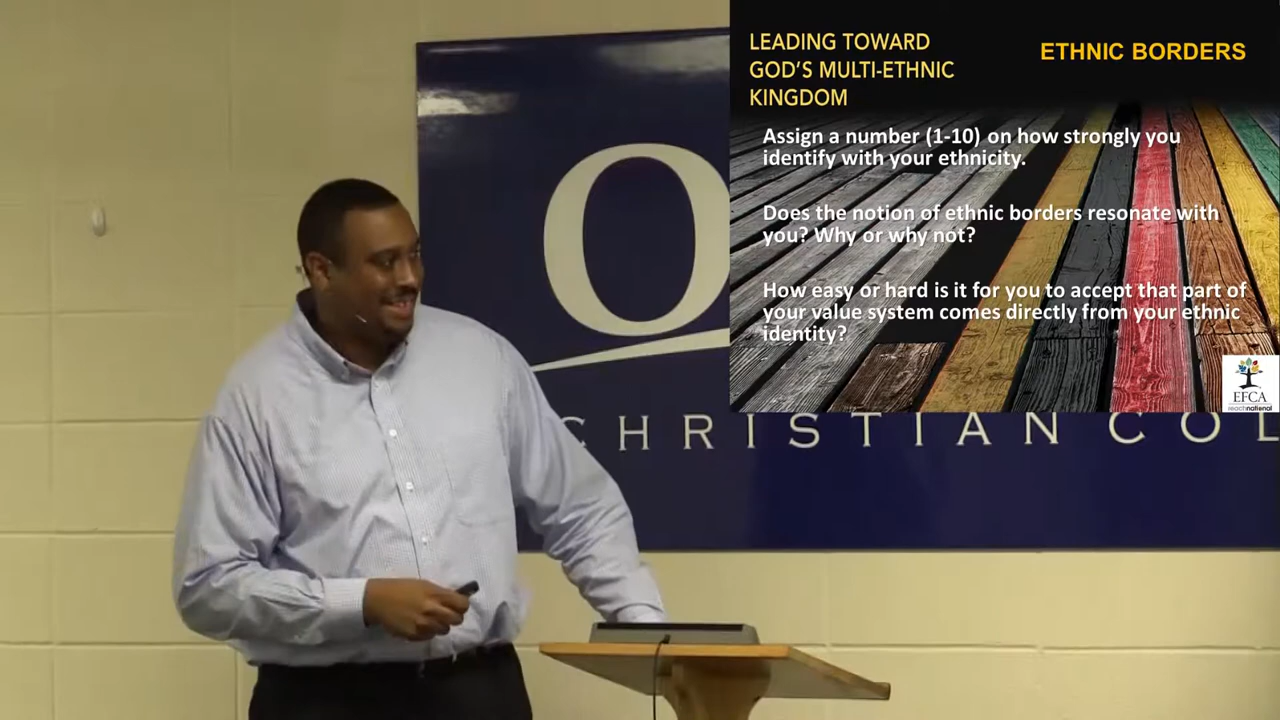 LEADING TOWARD
GOD'S MULTI-ETHNIC
KINGDOM
ETHNIC BORDERS
Assign a number (1-10) on how strongly you
identify with your ethnicity.
Does the notion of ethnic borders resonate with
you? Why or why not?
How easy or hard is it for you to accept that part of
your value system comes directly from your ethnic
identity?
EFCA
reachnational
O
CHRISTIAN COL